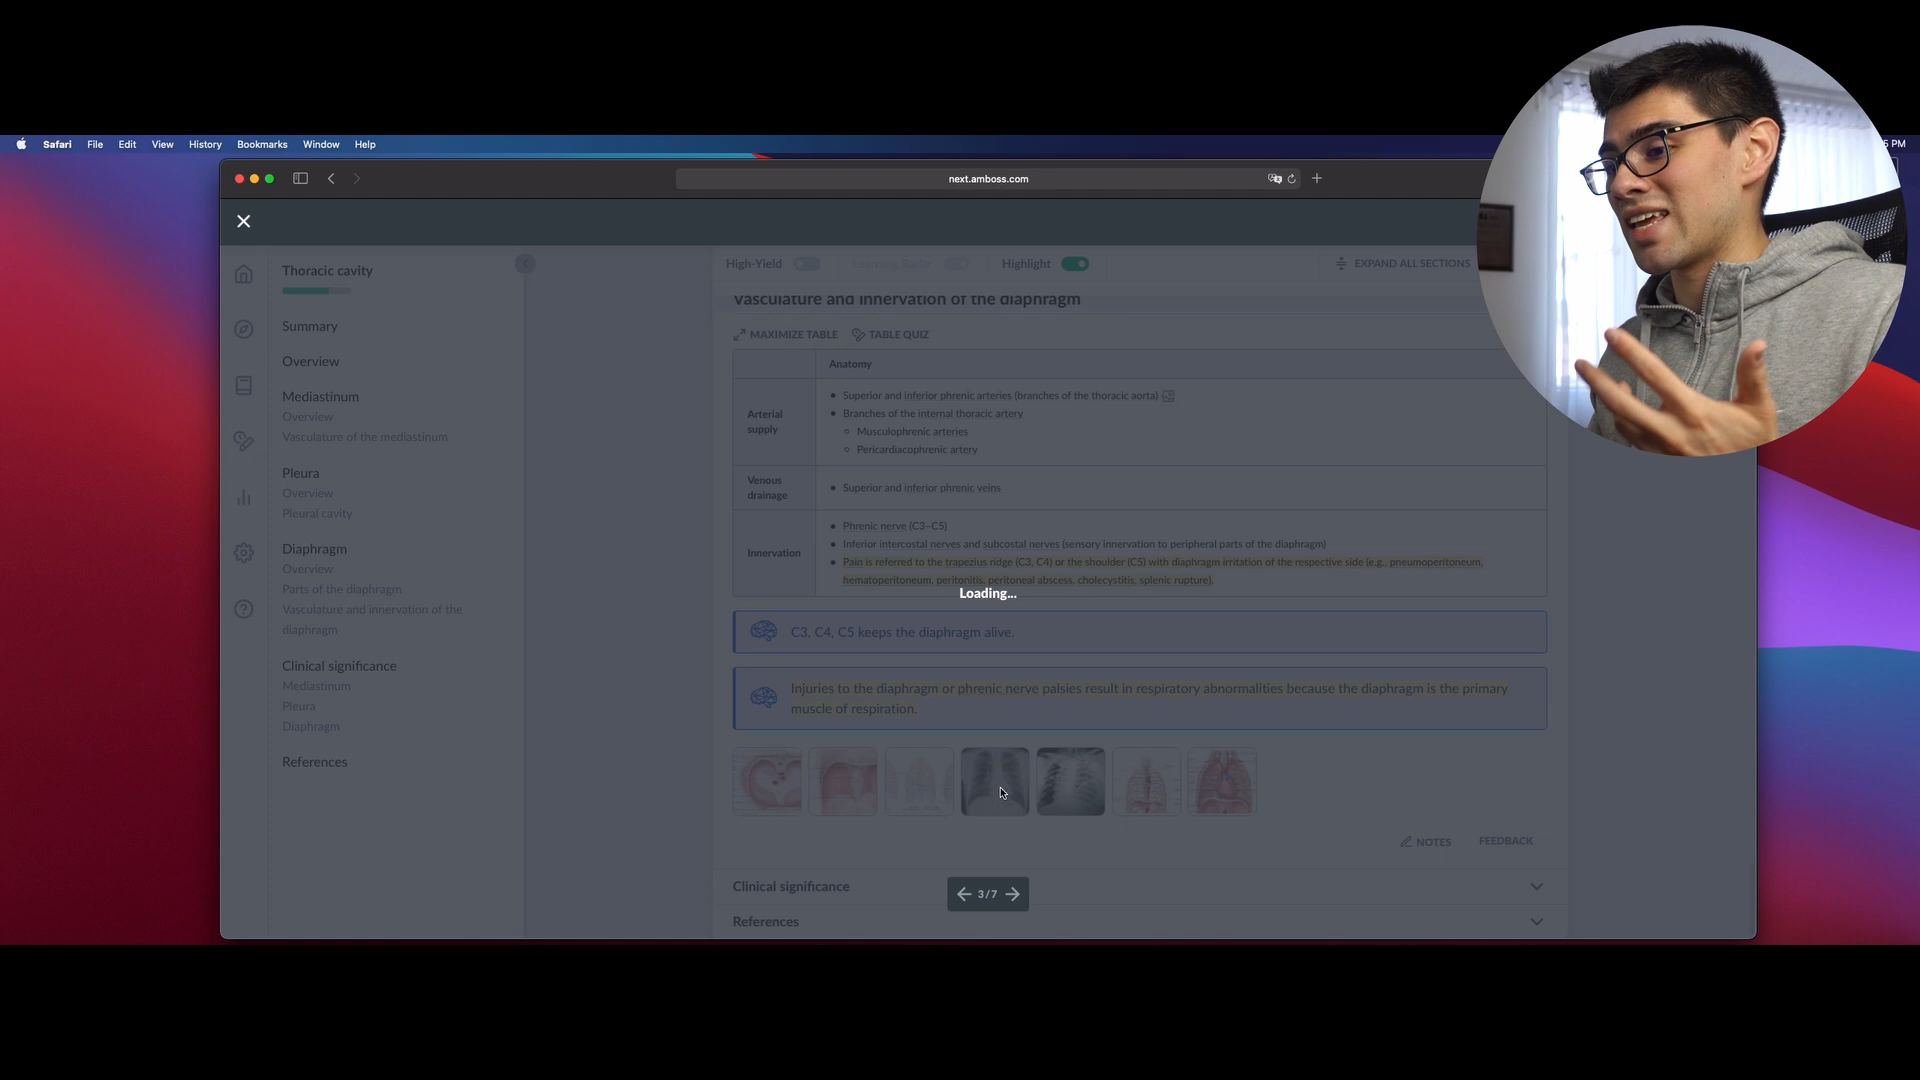 Safari File Edit View History Bookmarks Window Help
5 PM
next.amboss.com
Thoracic cavity
Summary
Overview
Mediastinum
Overview
Vasculature of the mediastinum
Pleura
Overview
Pleural cavity
Diaphragm
Overview
Parts of the diaphragm
Vasculature and innervation of the
diaphragm
Clinical significance
Mediastinum
Pleura
Diaphragm
References
High-Yield Learning Radar Highlight EXPAND ALL SECTIONS
Vasculature and innervation of the diaphragm
MAXIMIZE TABLE TABLE QUIZ
Anatomy
Arterial
supply
Superior and inferior phrenic arteries (branches of the thoracic aorta)
Branches of the internal thoracic artery
Musculophrenic arteries
Pericardiacophrenic artery
Venous
drainage
Superior and inferior phrenic veins
Innervation
Phrenic nerve (C3–C5)
Inferior intercostal nerves and subcostal nerves (sensory innervation to peripheral parts of the diaphragm)
Pain is referred to the trapezius ridge (C3, C4) or the shoulder (C5) with diaphragm irritation of the respective side (e.g., pneumoperitoneum,
hematoperitoneum, peritonitis, peritoneal abscess, cholecystitis, splenic rupture).
Loading...
C3, C4, C5 keeps the diaphragm alive.
Injuries to the diaphragm or phrenic nerve palsies result in respiratory abnormalities because the diaphragm is the primary
muscle of respiration.
NOTES FEEDBACK
Clinical significance
3/7
References